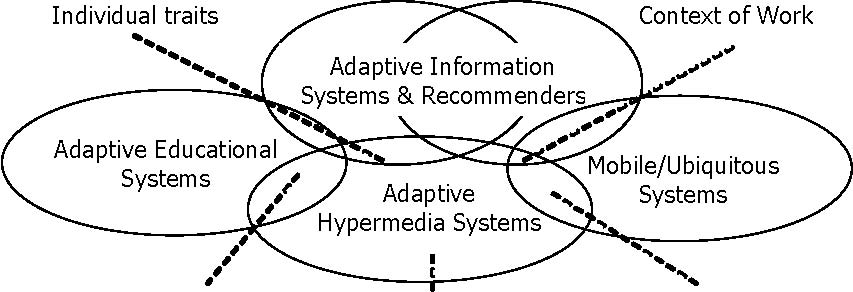 Individual traits
Context of Work
Adaptive Information
Systems & Recommenders
Adaptive Educational
Systems
Adaptive
Hypermedia Systems
Mobile/Ubiquitous
Systems